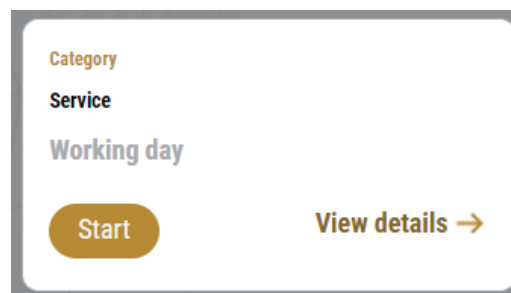 Category
Service
Working day
Start
View details →